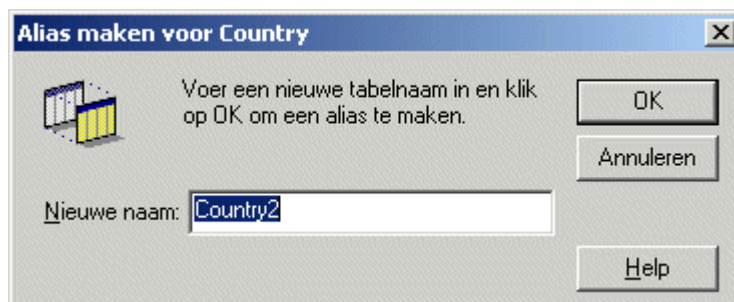 Alias maken voor Country
Voer een nieuwe tabelnaam in en klik
op OK om een alias te maken.
OK
Annuleren
Nieuwe naam: Country2
Help